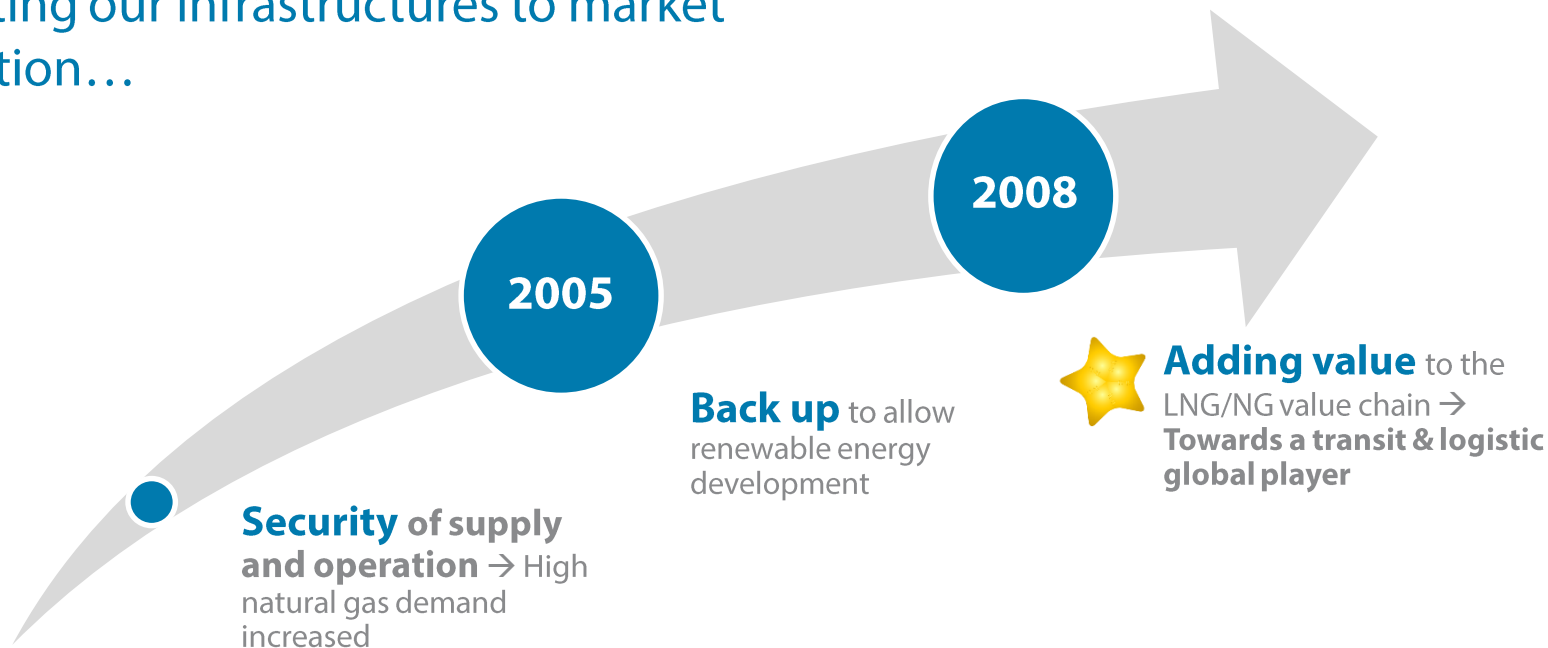 ting our infrastructures to market
tion…
2008
2005
Adding value to the
LNG/NG value chain →
Towards a transit & logistic
global player
Back up to allow
renewable energy
development
Security of supply
and operation → High
natural gas demand
increased